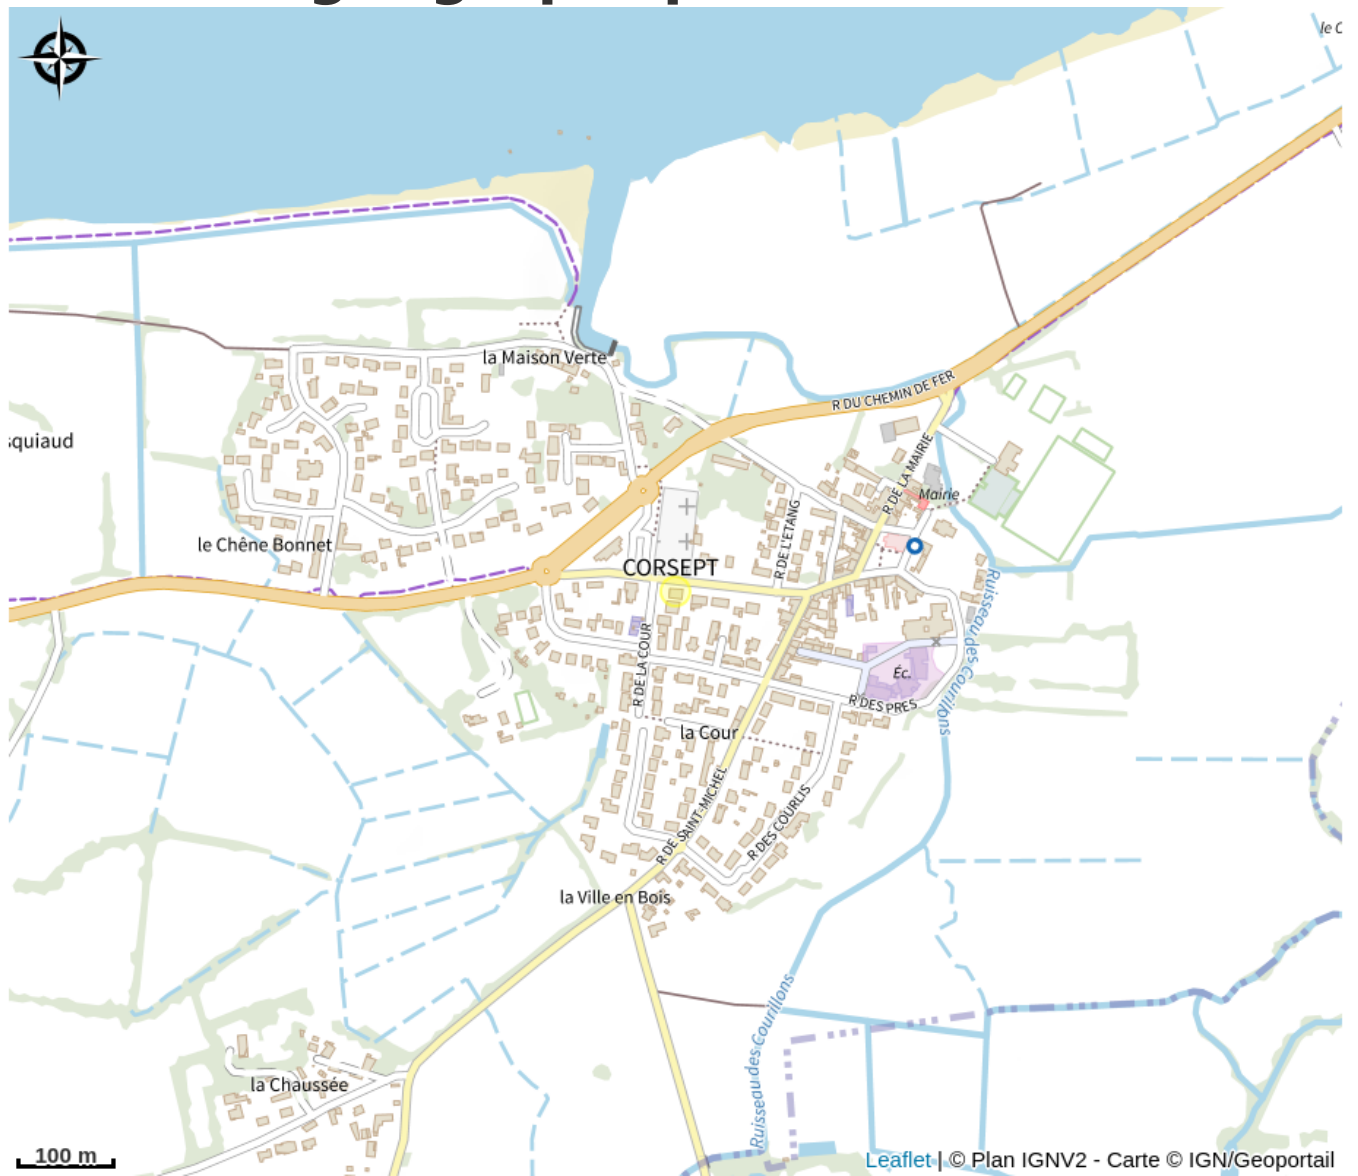 le C
la Maison Verte
R DU CHEMIN DE FER
squiaud
R DE LA MAIRIE
Mairie
le Chêne Bonnet
R DE L'ETANG
CORSEPT
Ruisseau des Courillons
R DE LA COUR
Éc.
R DES PRES
la Cour
R DE SAINT-MICHEL
R DES COURLIS
la Ville en Bois
Ruisseau des Courillons
la Chaussée
100 m
Leaflet | © Plan IGNV2 - Carte © IGN/Geoportail